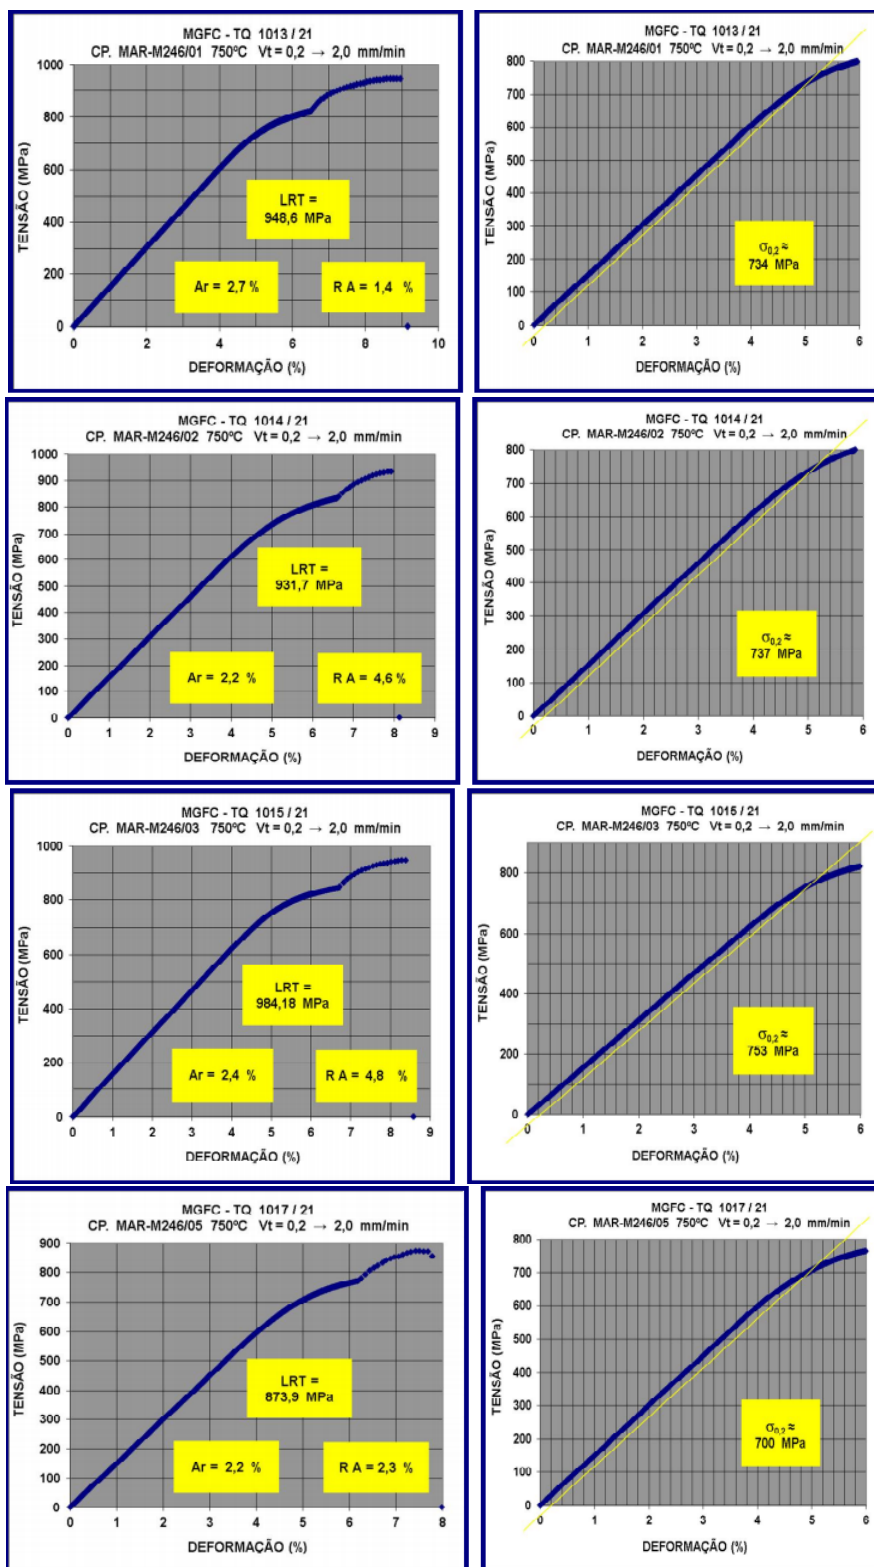 MGFC - TQ 1013 / 21
CP. MAR-M246/01 750ºC Vt = 0,2 → 2,0 mm/min
TENSÃO (MPa)
1000
800
600
400
200
0
LRT =
948,6 MPa
Ar = 2,7 %
R A = 1,4 %
0 2 4 6 8 10
DEFORMAÇÃO (%)
MGFC - TQ 1013 / 21
CP. MAR-M246/01 750ºC Vt = 0,2 → 2,0 mm/min
TENSÃO (MPa)
800
700
600
500
400
300
200
100
0
σ0,2 ≈
734 MPa
0 1 2 3 4 5 6
DEFORMAÇÃO (%)
MGFC - TQ 1014 / 21
CP. MAR-M246/02 750ºC Vt = 0,2 → 2,0 mm/min
TENSÃO (MPa)
1000
900
800
700
600
500
400
300
200
100
0
LRT =
931,7 MPa
Ar = 2,2 %
R A = 4,6 %
0 1 2 3 4 5 6 7 8 9
DEFORMAÇÃO (%)
MGFC - TQ 1014 / 21
CP. MAR-M246/02 750ºC Vt = 0,2 → 2,0 mm/min
TENSÃO (MPa)
800
700
600
500
400
300
200
100
0
σ0,2 ≈
737 MPa
0 1 2 3 4 5 6
DEFORMAÇÃO (%)
MGFC - TQ 1015 / 21
CP. MAR-M246/03 750ºC Vt = 0,2 → 2,0 mm/min
TENSÃO (MPa)
1000
800
600
400
200
0
LRT =
984,18 MPa
Ar = 2,4 %
R A = 4,8 %
0 1 2 3 4 5 6 7 8 9
DEFORMAÇÃO (%)
MGFC - TQ 1015 / 21
CP. MAR-M246/03 750ºC Vt = 0,2 → 2,0 mm/min
TENSÃO (MPa)
800
600
400
200
0
σ0,2 ≈
753 MPa
0 1 2 3 4 5 6
DEFORMAÇÃO (%)
MGFC - TQ 1017 / 21
CP. MAR-M246/05 750ºC Vt = 0,2 → 2,0 mm/min
TENSÃO (MPa)
900
800
700
600
500
400
300
200
100
0
LRT =
873,9 MPa
Ar = 2,2 %
R A = 2,3 %
0 1 2 3 4 5 6 7 8
DEFORMAÇÃO (%)
MGFC - TQ 1017 / 21
CP. MAR-M246/05 750ºC Vt = 0,2 → 2,0 mm/min
TENSÃO (MPa)
800
700
600
500
400
300
200
100
0
σ0,2 ≈
700 MPa
0 1 2 3 4 5 6
DEFORMAÇÃO (%)